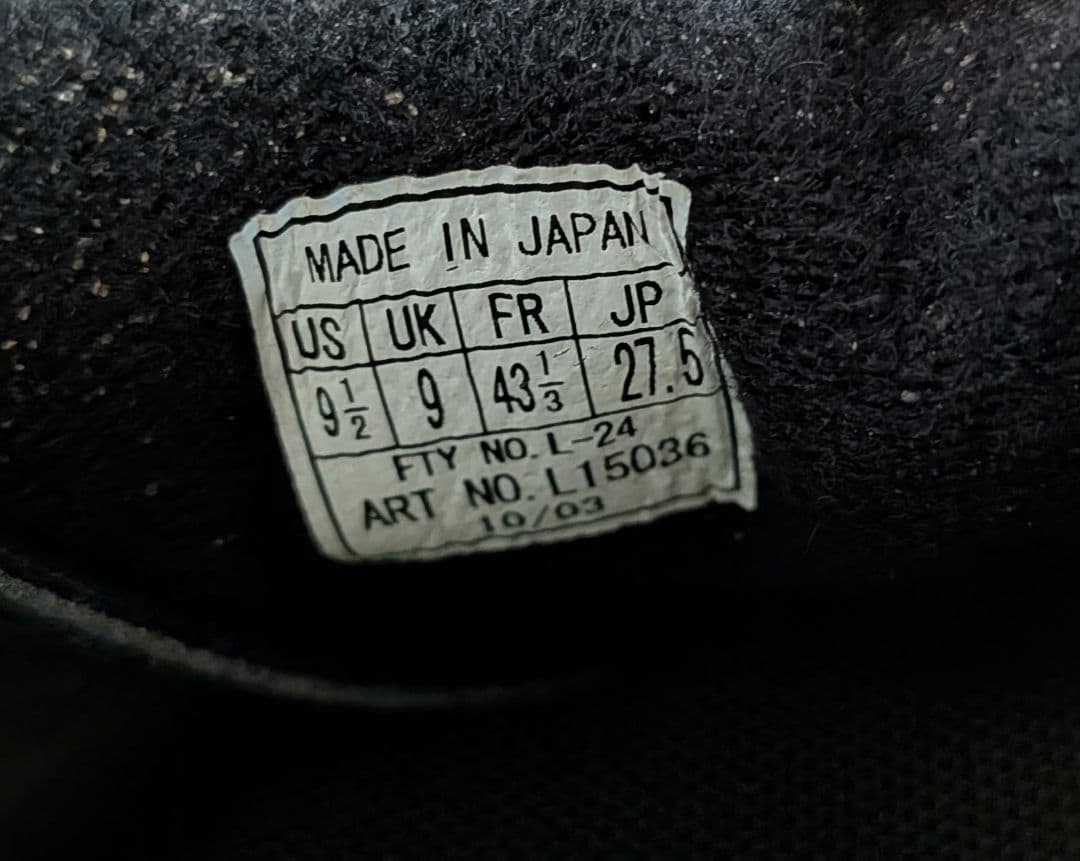 MADE IN JAPAN
US UK FR JP
9 1/2 9 43 1/3 27.5
FTY NO. L-24
ART NO. L15036
10/03